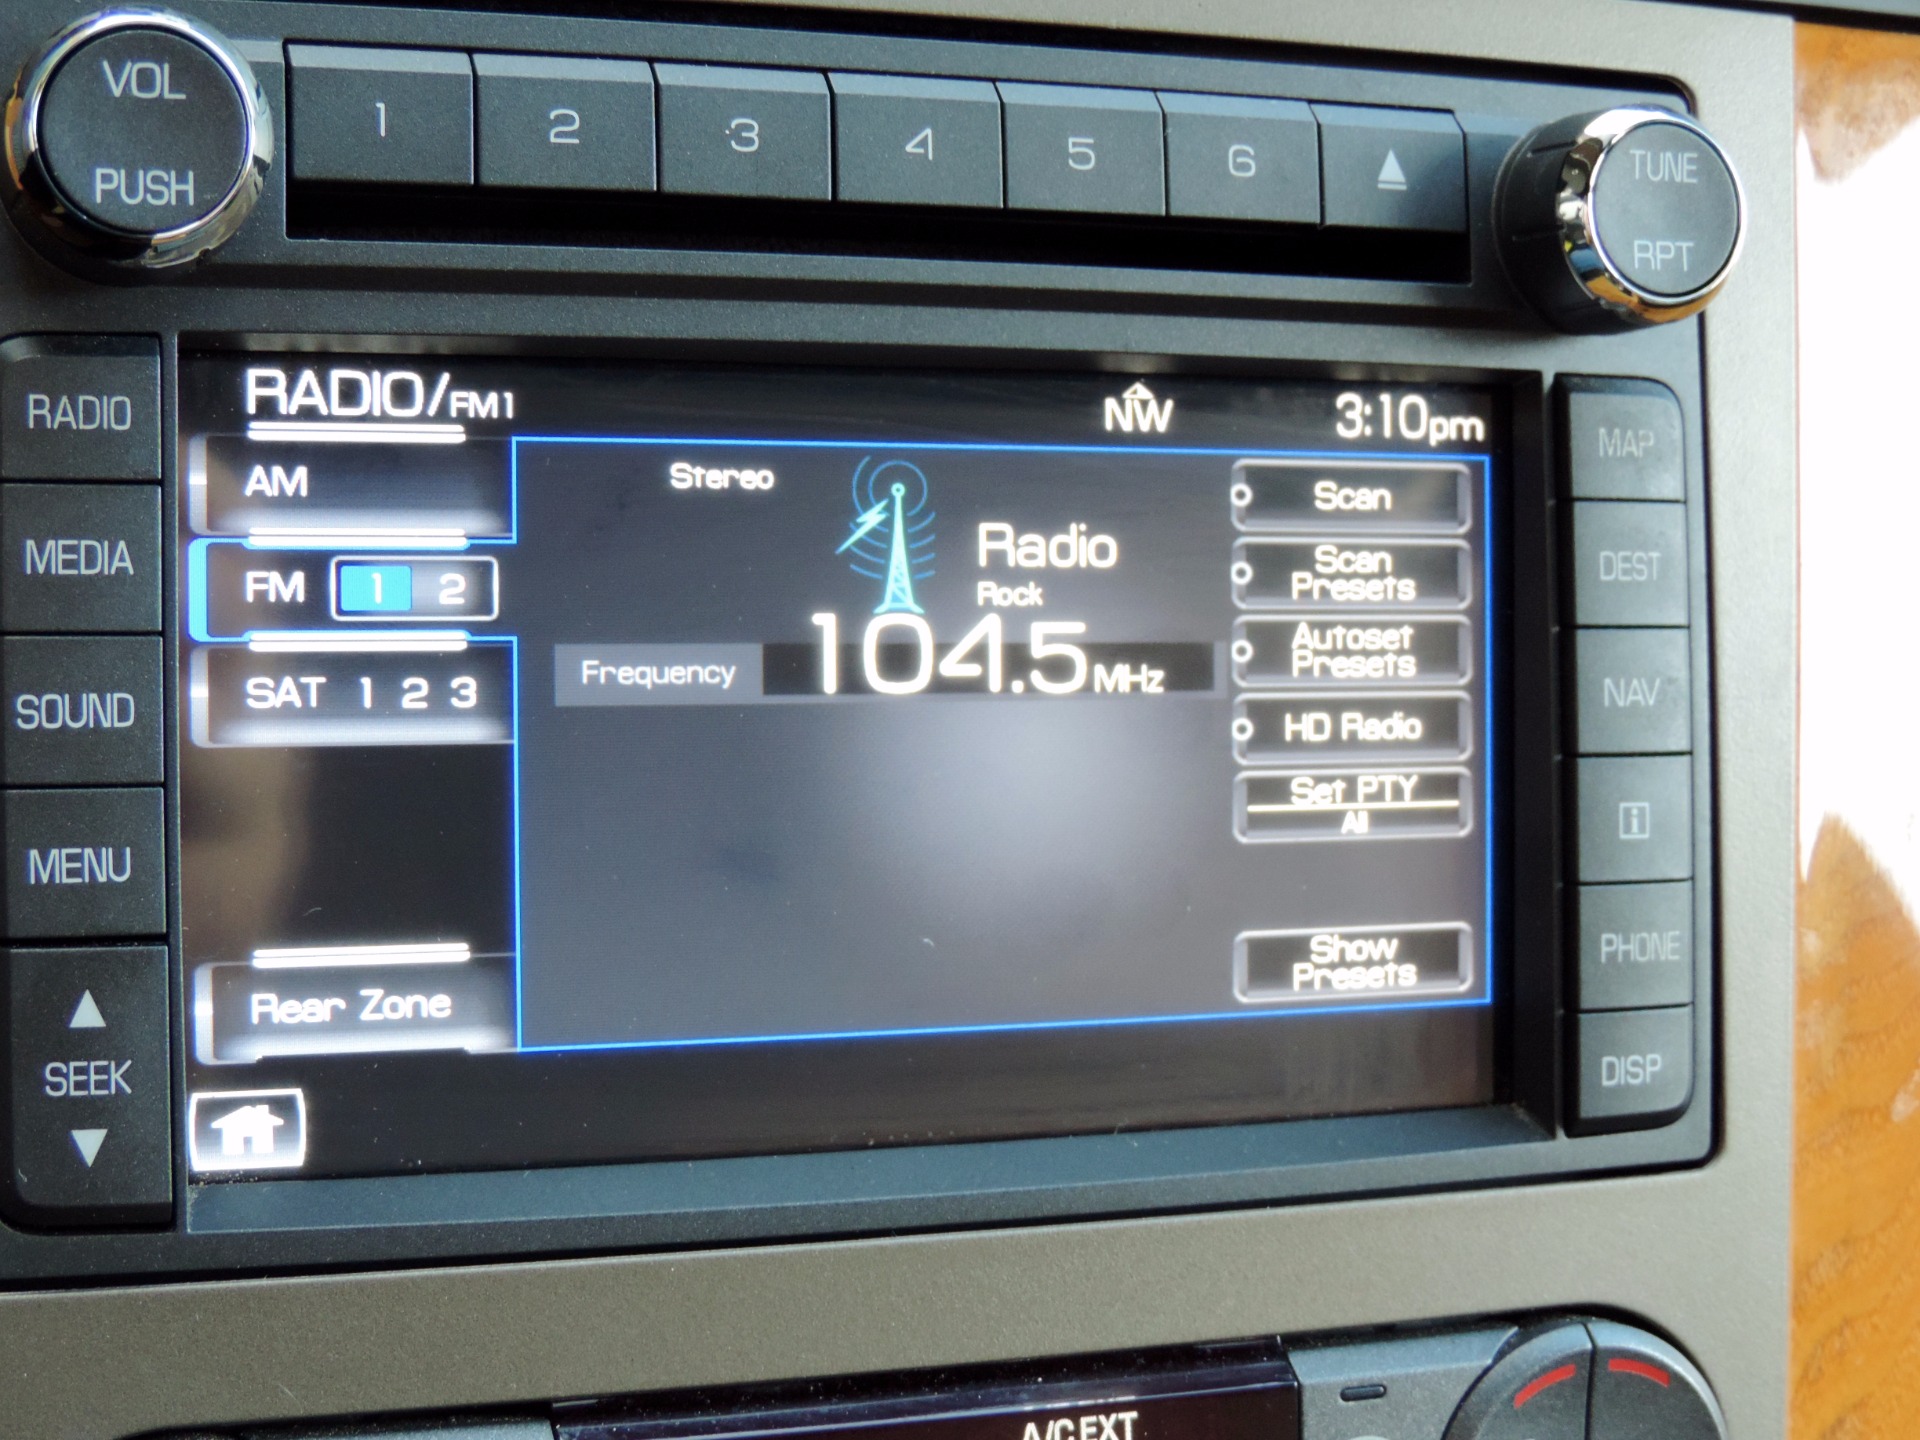 VOL
PUSH
1 2 3 4 5 6
TUNE
RPT
RADIO
MEDIA
SOUND
MENU
SEEK
RADIO/FM1
NW
3:10pm
AM
FM 1 2
SAT 1 2 3
Rear Zone
Stereo
Radio
Rock
Frequency 104.5 MHz
Scan
Scan
Presets
Autoset
Presets
HD Radio
Set PTY
All
Show
Presets
MAP
DEST
NAV
i
PHONE
DISP
A/C EXT